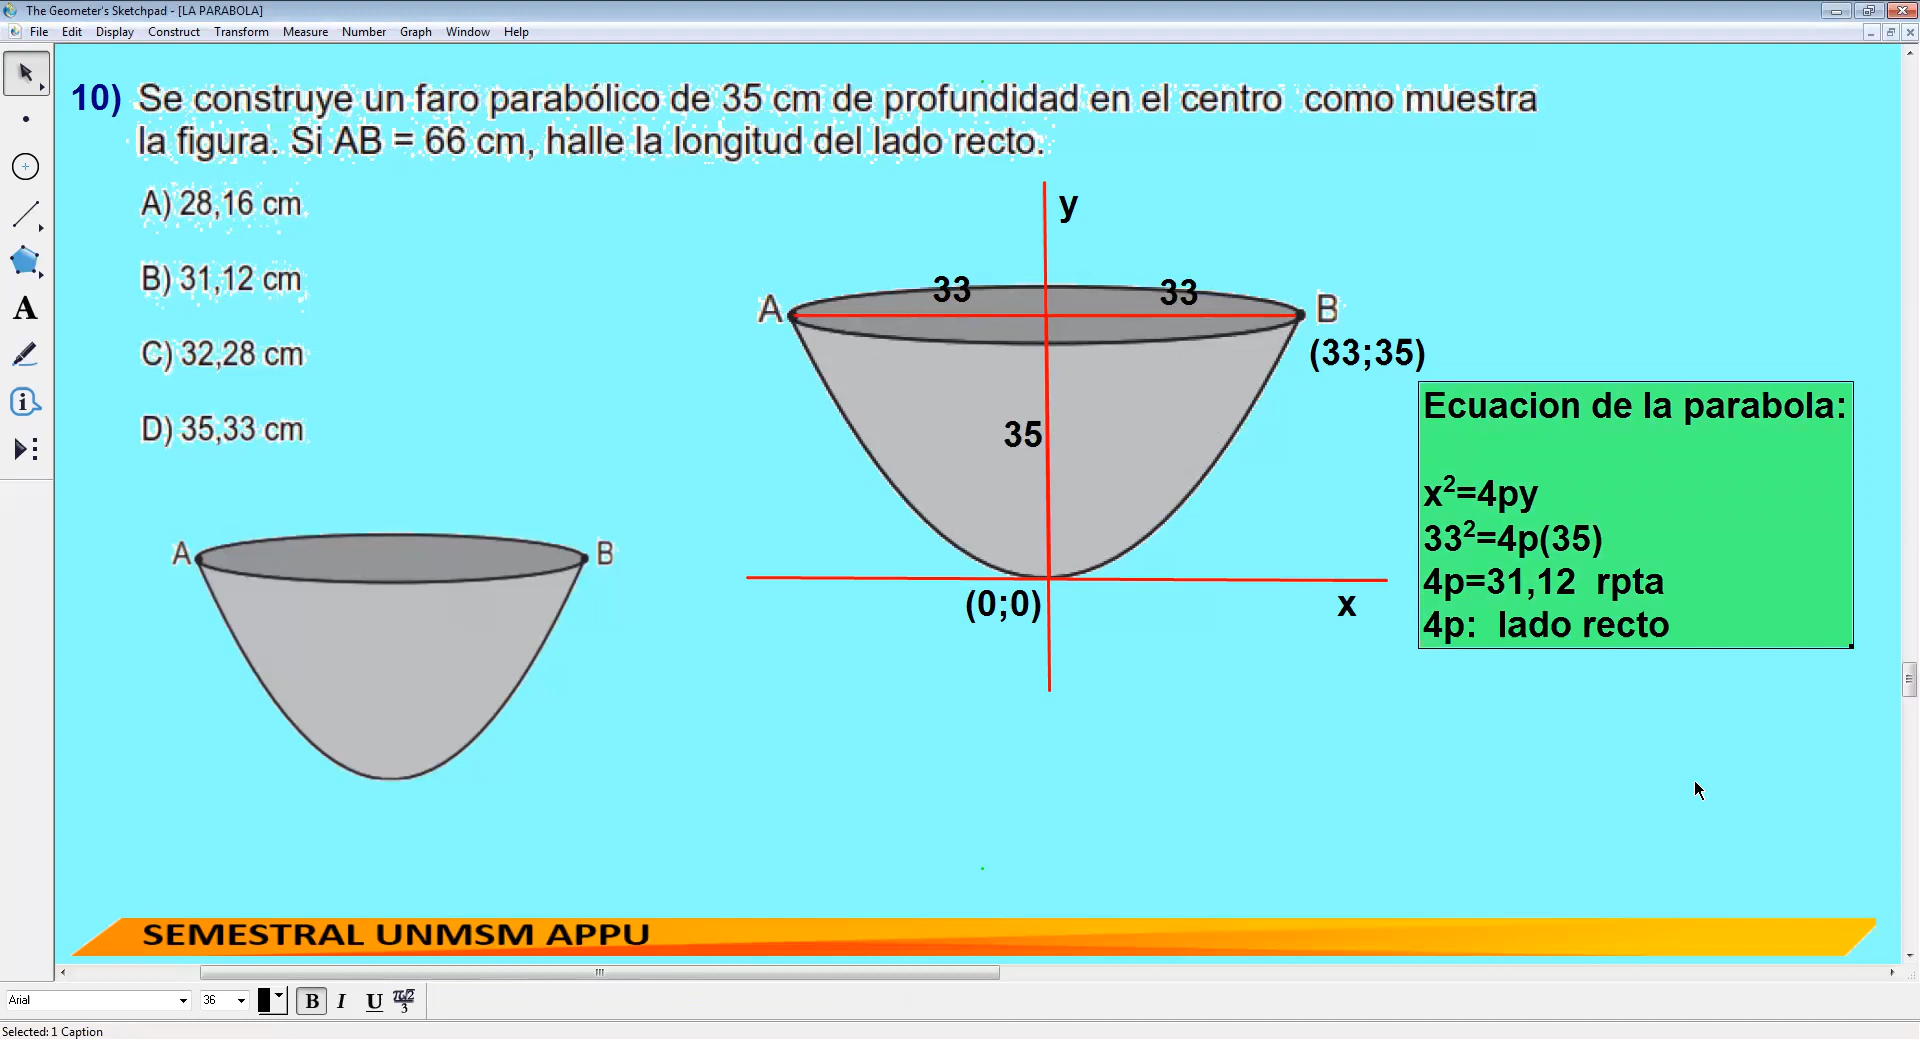 The Geometer's Sketchpad - [LA PARABOLA]
File Edit Display Construct Transform Measure Number Graph Window Help
10) Se construye un faro parabólico de 35 cm de profundidad en el centro como muestra
la figura. Si AB = 66 cm, halle la longitud del lado recto.
A) 28,16 cm
B) 31,12 cm
C) 32,28 cm
D) 35,33 cm
A
B
y
33
33
A
B
(33;35)
35
(0;0)
x
Ecuacion de la parabola:
x²=4py
33²=4p(35)
4p=31,12 rpta
4p: lado recto
SEMESTRAL UNMSM APPU
Arial
36
B I U
Selected: 1 Caption